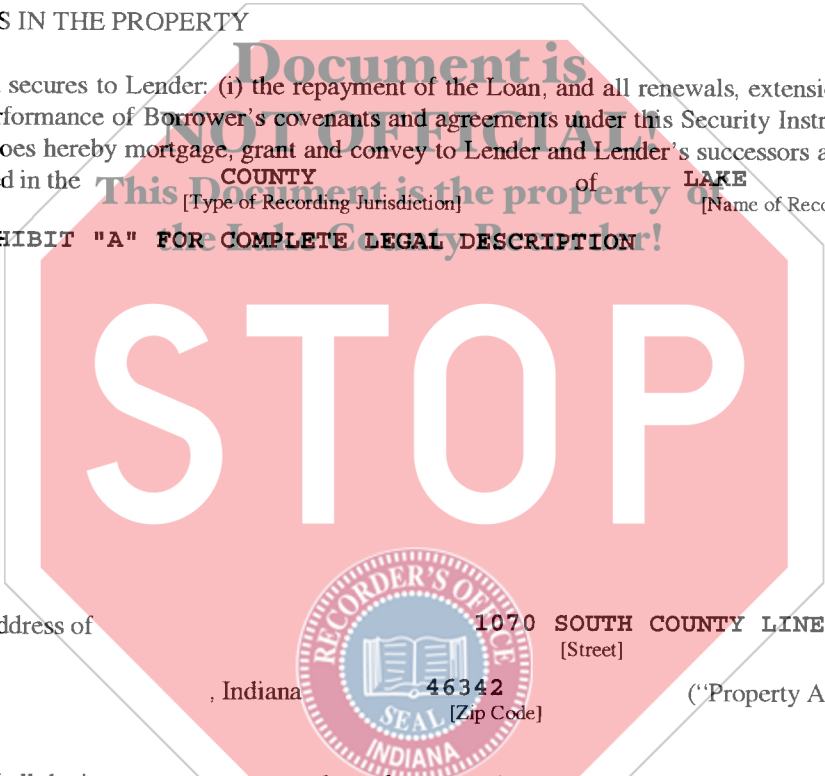 S IN THE PROPERTY
Document is
secures to Lender: (i) the repayment of the Loan, and all renewals, extensi
rformance of Borrower's covenants and agreements under this Security Instr
NOT OFFICIAL!
oes hereby mortgage, grant and convey to Lender and Lender's successors a
d in the COUNTY of LAKE
This Document is the property of
[Type of Recording Jurisdiction] [Name of Reco
HIBIT "A" FOR COMPLETE LEGAL DESCRIPTION
the Lake County Recorder!
STOP
RECORDER'S OFFICE
ddress of 1070 SOUTH COUNTY LINE
[Street]
, Indiana 46342 ("Property A
[Zip Code]
SEAL
INDIANA